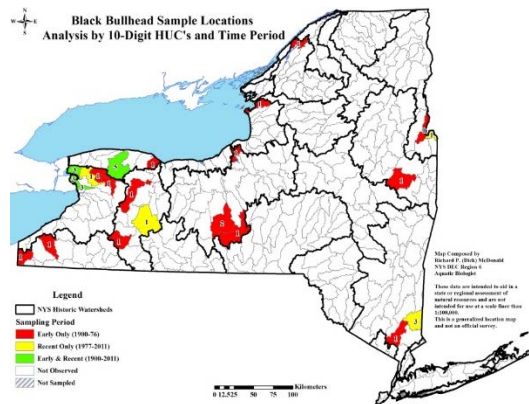 Black Bullhead Sample Locations
Analysis by 10-Digit HUC's and Time Period
N
W
E
S
1
3
Map Composed by
Richard P. (Dick) McDonald
NYS DEC Region 6
Aquatic Biologist
These data are intended to aid in a
state or regional assessment of
natural resources and are not
intended for use at a scale finer than
1:100,000.
This is a generalized location map
and not an official survey.
Legend
NYS Historic Watersheds
Sampling Period
Early Only (1900-76)
Recent Only (1977-2011)
Early & Recent (1900-2011)
Not Observed
Not Sampled
Kilometers
0 12.525 50 75 100